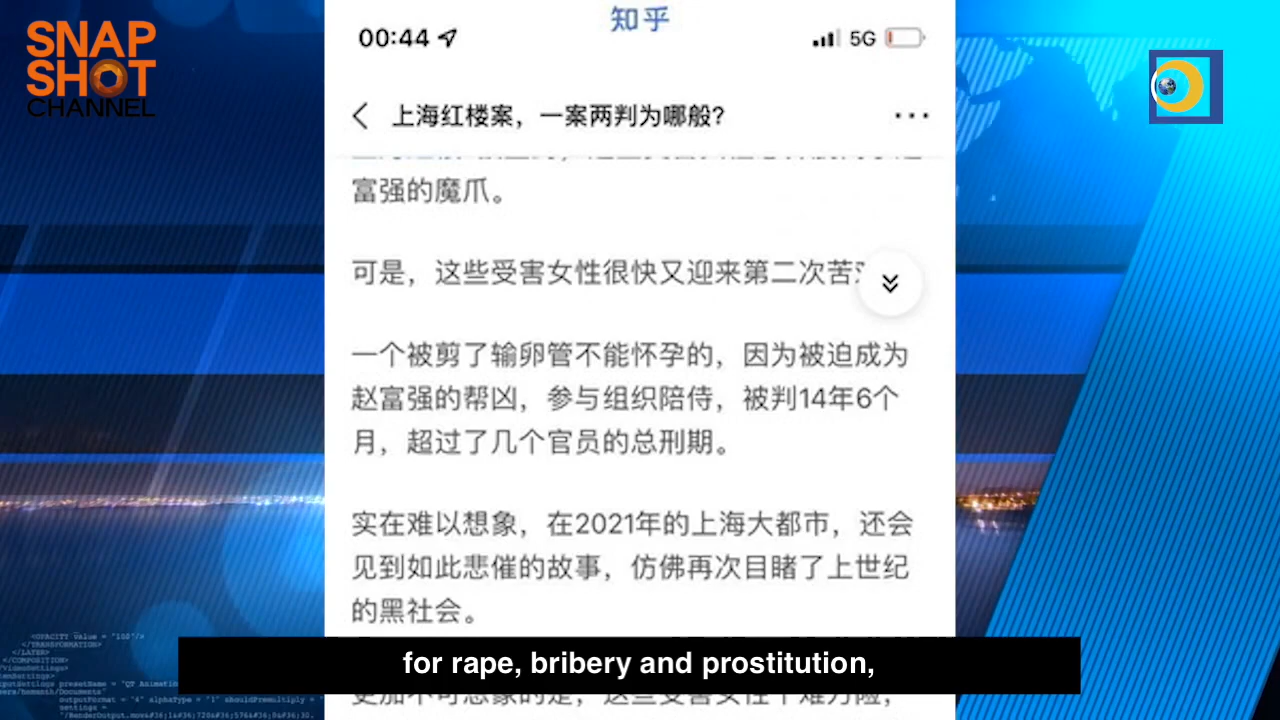 SNAP
SHOT
CHANNEL
知乎
00:44
5G
上海红楼案，一案两判为哪般?
富强的魔爪。
可是，这些受害女性很快又迎来第二次苦
一个被剪了输卵管不能怀孕的，因为被迫成为
赵富强的帮凶，参与组织陪侍，被判14年6个
月，超过了几个官员的总刑期。
实在难以想象，在2021年的上海大都市，还会
见到如此悲催的故事，仿佛再次目睹了上世纪
的黑社会。
for rape, bribery and prostitution,
<OPACITY value = "100"/>
</TRANSFORMATION>
</LAYER>
</COMPOSITION>